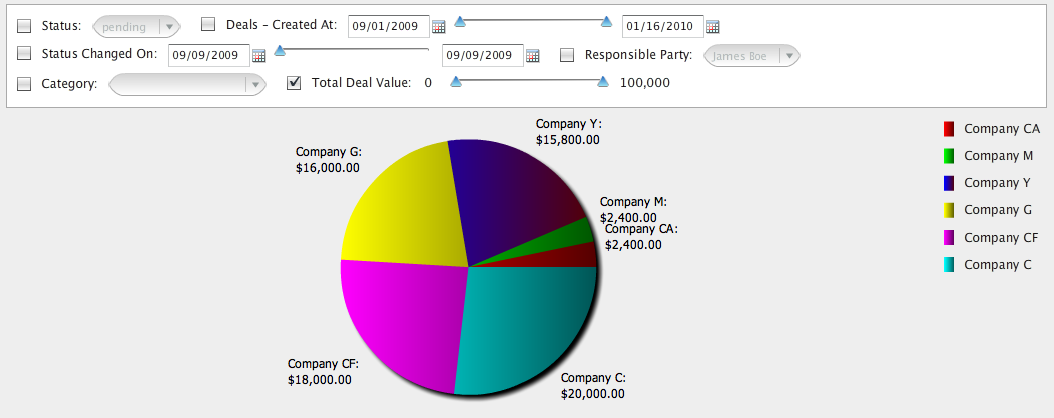 Status: pending Deals - Created At: 09/01/2009 01/16/2010
Status Changed On: 09/09/2009 09/09/2009 Responsible Party: James Boe
Category: Total Deal Value: 0 100,000
Company Y:
$15,800.00
Company G:
$16,000.00
Company M:
$2,400.00
Company CA:
$2,400.00
Company CF:
$18,000.00
Company C:
$20,000.00
Company CA
Company M
Company Y
Company G
Company CF
Company C